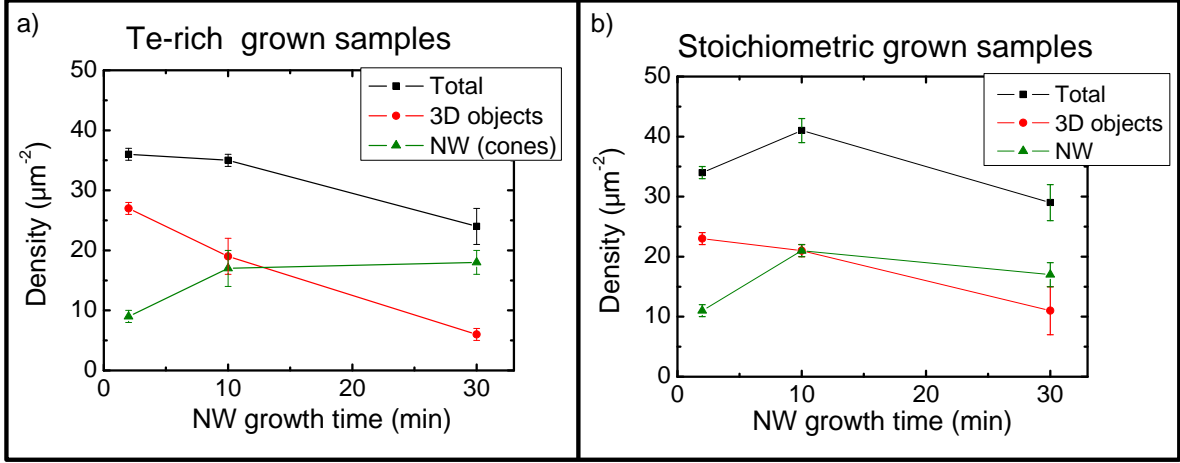 a)
Te-rich grown samples
Total
3D objects
NW (cones)
Density (µm⁻²)
50
40
30
20
10
0
0 10 20 30
NW growth time (min)
b)
Stoichiometric grown samples
Total
3D objects
NW
Density (µm⁻²)
50
40
30
20
10
0
0 10 20 30
NW growth time (min)